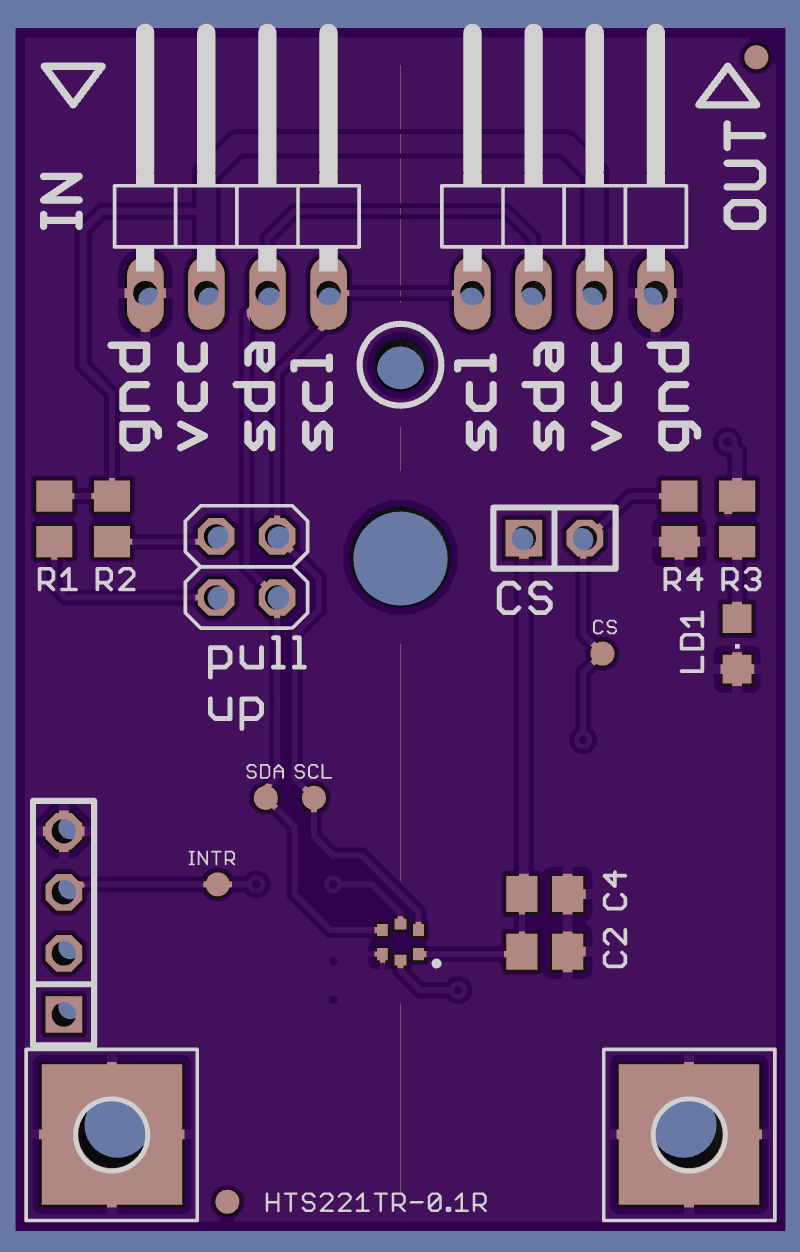 IN
OUT
gnd
vcc
sda
scl
scl
sda
vcc
gnd
R1 R2
CS
R4 R3
CS
LD1
pull
up
SDA SCL
INTR
C4
C2
HTS221TR-0.1R